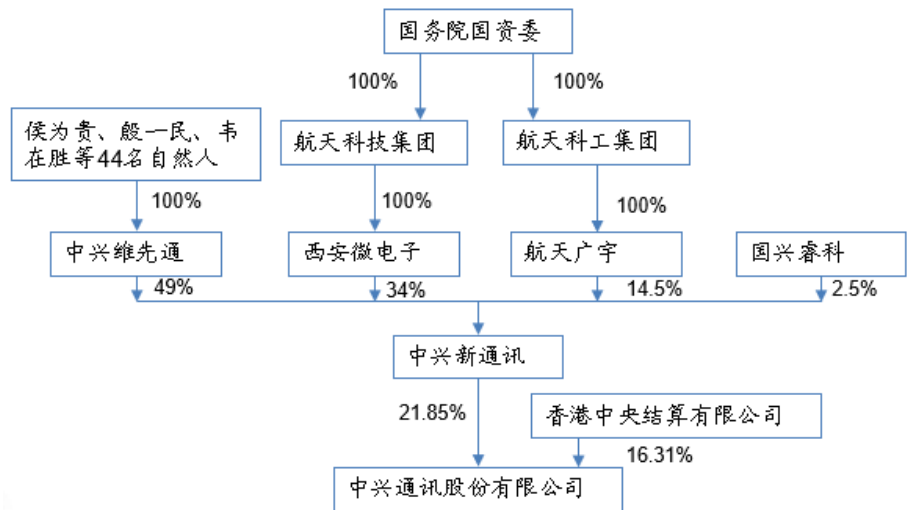 国务院国资委
100%
100%
侯为贵、殷一民、韦
在胜等44名自然人
航天科技集团
航天科工集团
100%
100%
100%
中兴维先通
西安微电子
航天广宇
国兴睿科
49%
34%
14.5%
2.5%
中兴新通讯
21.85%
香港中央结算有限公司
16.31%
中兴通讯股份有限公司